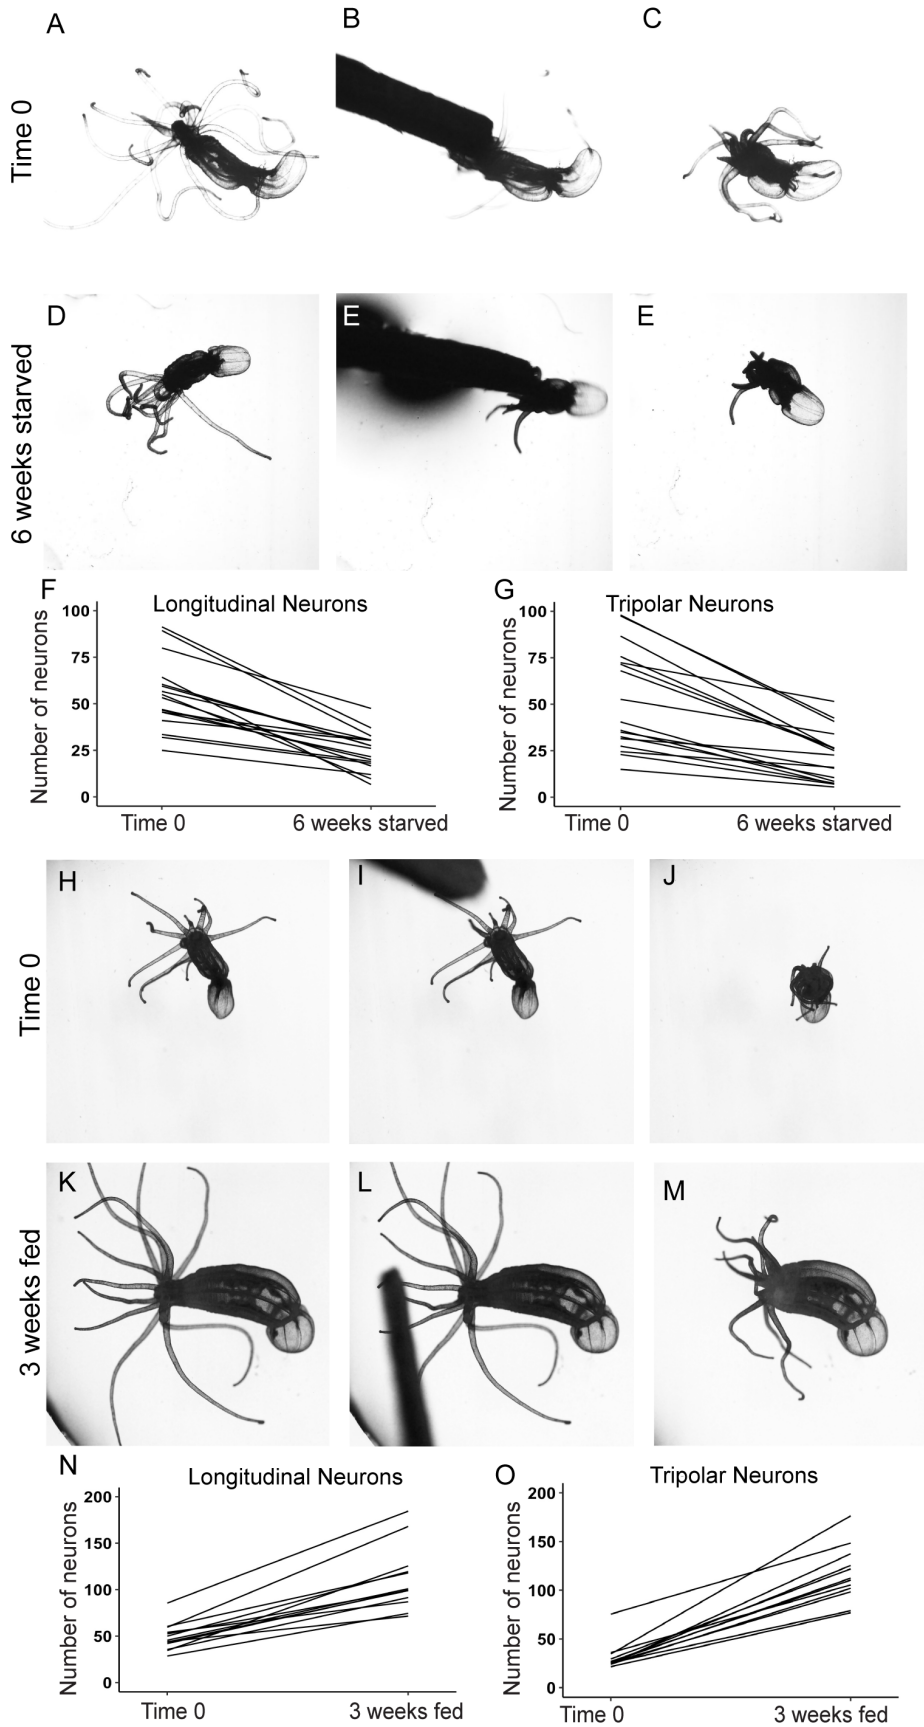 A
B
C
Time 0
D
E
E
6 weeks starved
F
Longitudinal Neurons
G
Tripolar Neurons
Number of neurons
100
75
50
25
0
Time 0
6 weeks starved
Number of neurons
100
75
50
25
0
Time 0
6 weeks starved
H
I
J
Time 0
K
L
M
3 weeks fed
N
Longitudinal Neurons
O
Tripolar Neurons
Number of neurons
200
150
100
50
0
Time 0
3 weeks fed
Number of neurons
200
150
100
50
0
Time 0
3 weeks fed